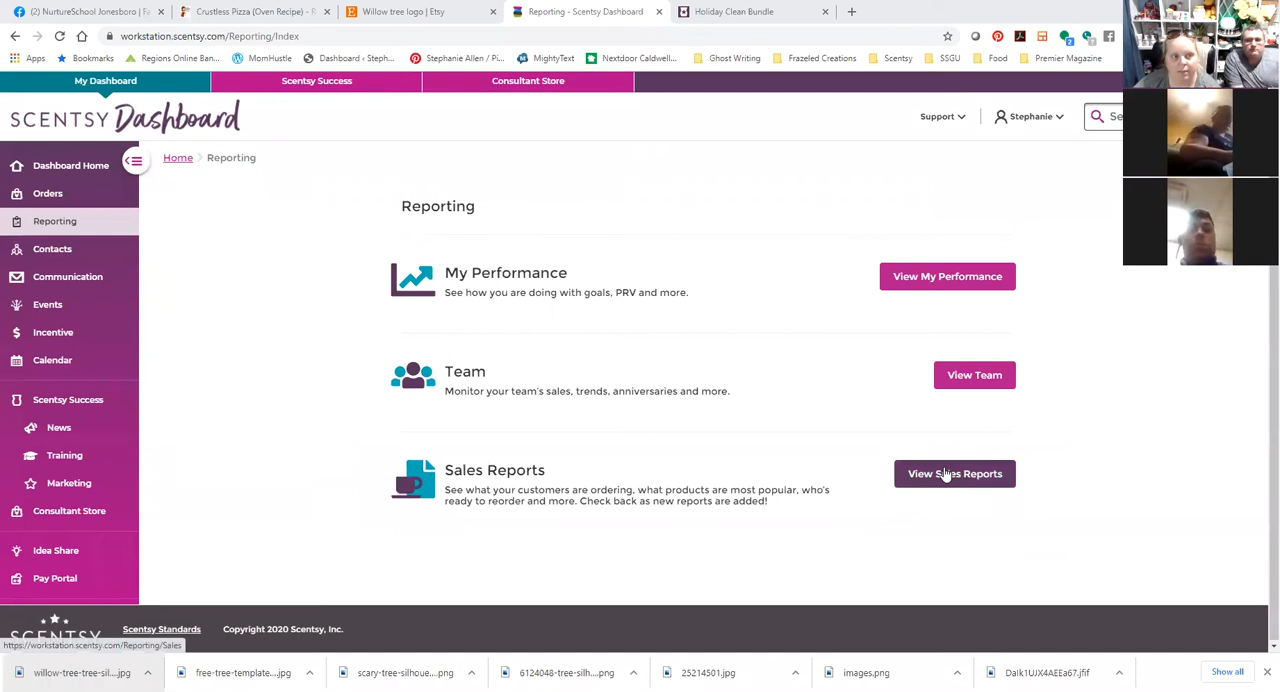 (2) NurtureSchool Jonesboro | Fa
Crustless Pizza (Oven Recipe) - R
Willow tree logo | Etsy
Reporting - Scentsy Dashboard
Holiday Clean Bundle
workstation.scentsy.com/Reporting/Index
Apps
Bookmarks
Regions Online Ban...
MomHustle
Dashboard ‹ Steph...
Stephanie Allen / Pi...
MightyText
Nextdoor Caldwell...
Ghost Writing
Frazeled Creations
Scentsy
SSGU
Food
Premier Magazine
My Dashboard
Scentsy Success
Consultant Store
SCENTSY Dashboard
Support
Stephanie
Se
Dashboard Home
Orders
Reporting
Contacts
Communication
Events
Incentive
Calendar
Scentsy Success
News
Training
Marketing
Consultant Store
Idea Share
Pay Portal
Home > Reporting
Reporting
My Performance
See how you are doing with goals, PRV and more.
View My Performance
Team
Monitor your team's sales, trends, anniversaries and more.
View Team
Sales Reports
See what your customers are ordering, what products are most popular, who's
ready to reorder and more. Check back as new reports are added!
View Sales Reports
SCENTSY
Scentsy Standards
Copyright 2020 Scentsy, Inc.
https://workstation.scentsy.com/Reporting/Sales
willow-tree-tree-sil....jpg
free-tree-template....jpg
scary-tree-silhoue....png
6124048-tree-silh....png
25214501.jpg
images.png
Show all